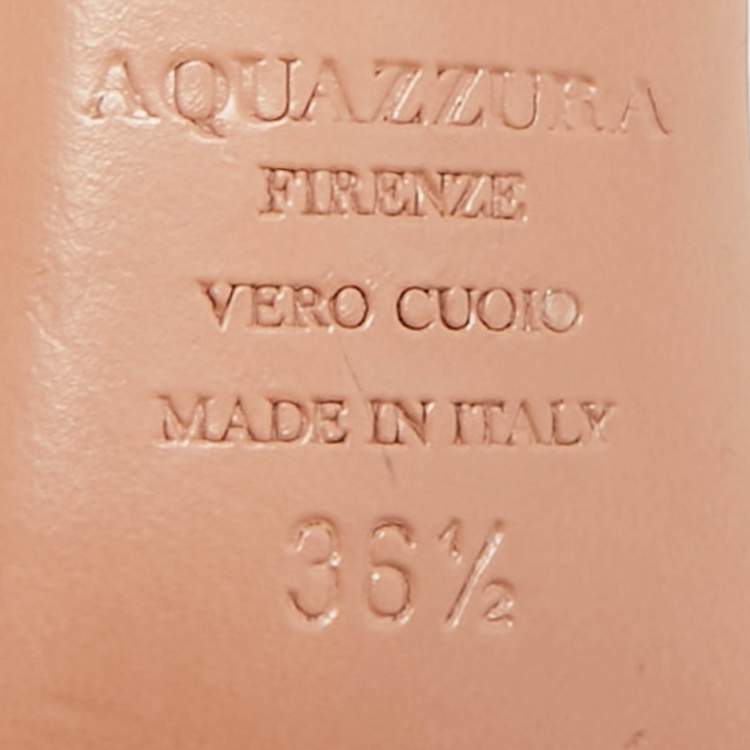 AQUAZZURA
FIRENZE
VERO CUOIO
MADE IN ITALY
36½